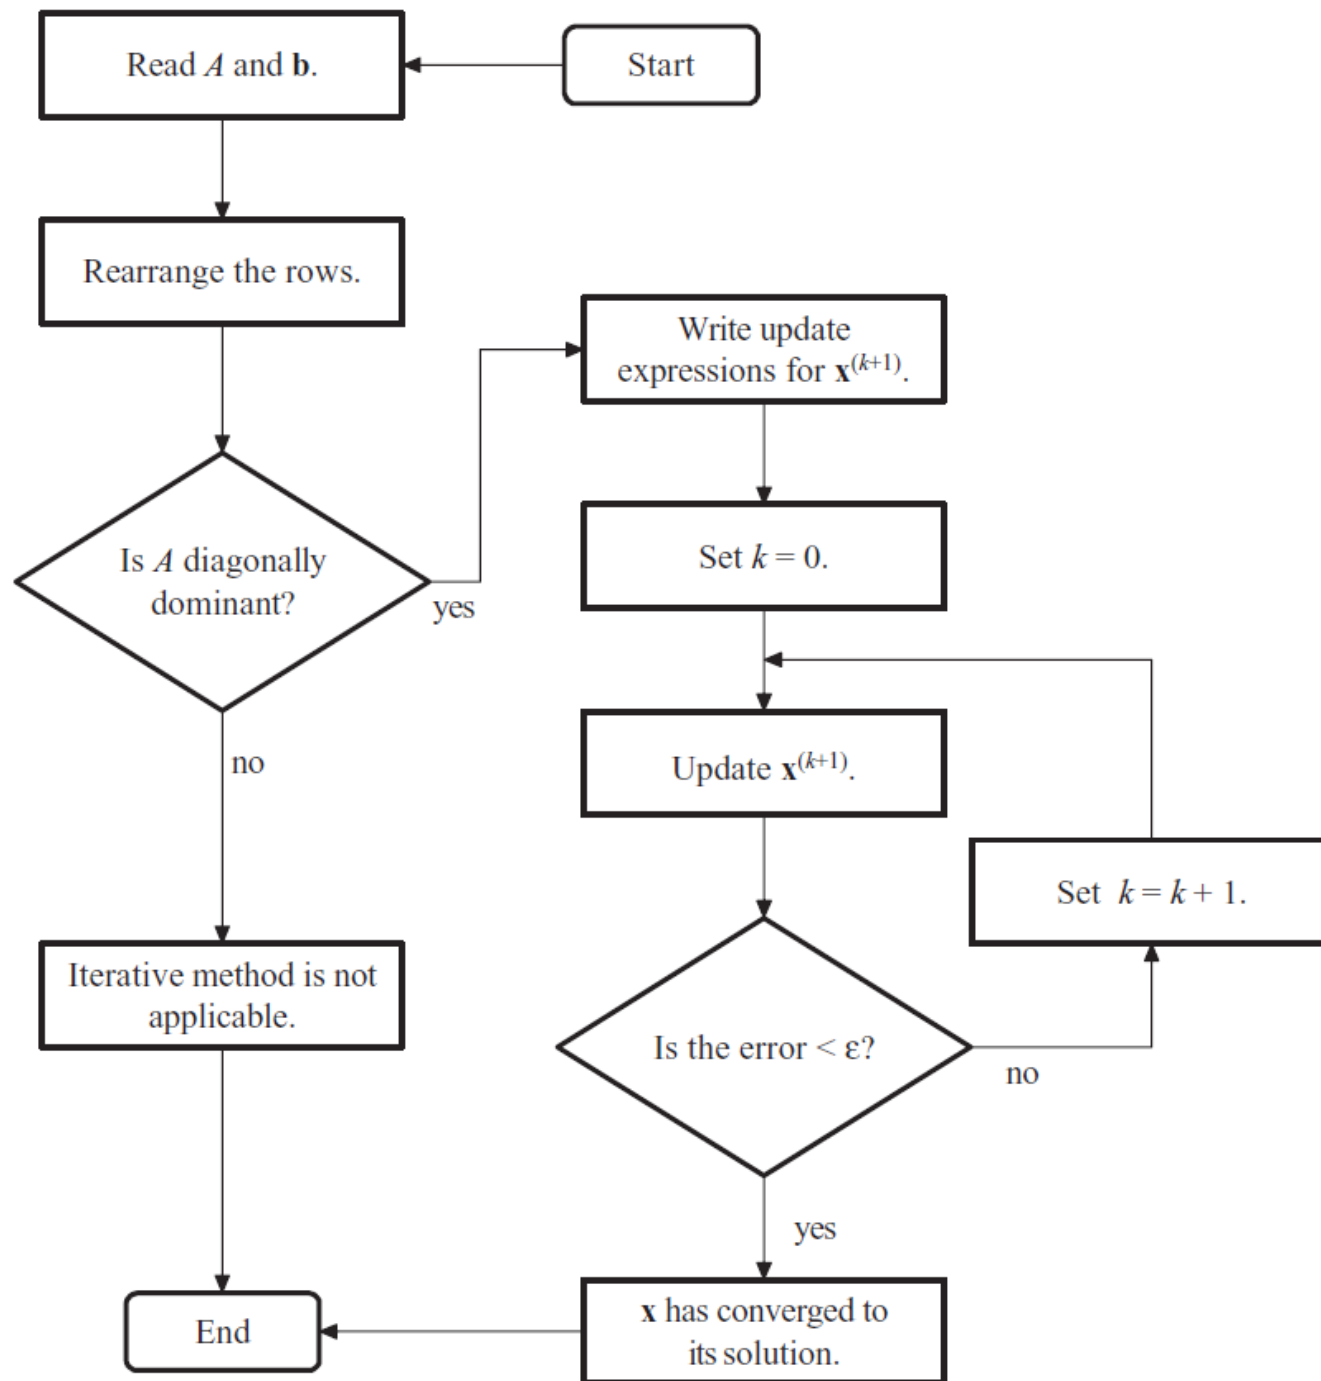 Start
Read A and b.
Rearrange the rows.
Is A diagonally
dominant?
yes
no
Iterative method is not
applicable.
Write update
expressions for x^(k+1).
Set k = 0.
Update x^(k+1).
Is the error < ε?
no
Set k = k + 1.
yes
x has converged to
its solution.
End